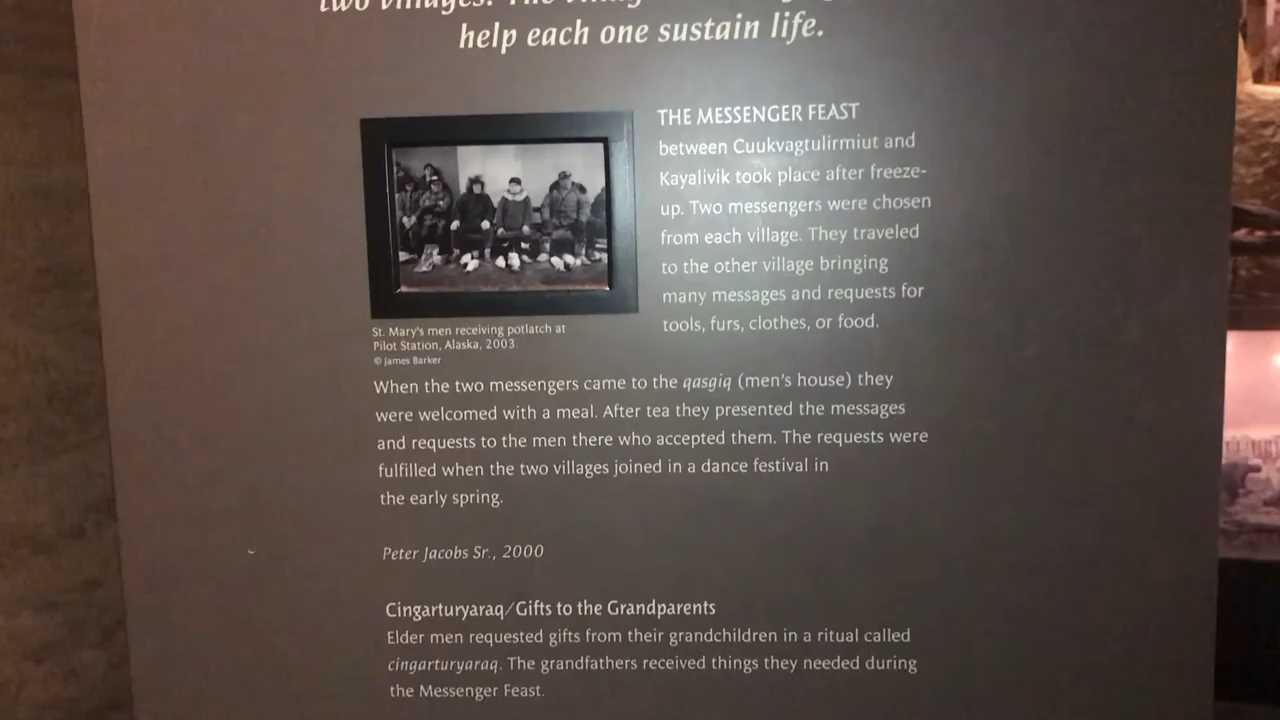 two villages. The
help each one sustain life.
THE MESSENGER FEAST
between Cuukvagtulirmiut and
Kayalivik took place after freeze-
up. Two messengers were chosen
from each village. They traveled
to the other village bringing
many messages and requests for
tools, furs, clothes, or food.
St. Mary's men receiving potlatch at
Pilot Station, Alaska, 2003.
© James Barker
When the two messengers came to the qasgiq (men's house) they
were welcomed with a meal. After tea they presented the messages
and requests to the men there who accepted them. The requests were
fulfilled when the two villages joined in a dance festival in
the early spring.
Peter Jacobs Sr., 2000
Cingarturyaraq/Gifts to the Grandparents
Elder men requested gifts from their grandchildren in a ritual called
cingarturyaraq. The grandfathers received things they needed during
the Messenger Feast.